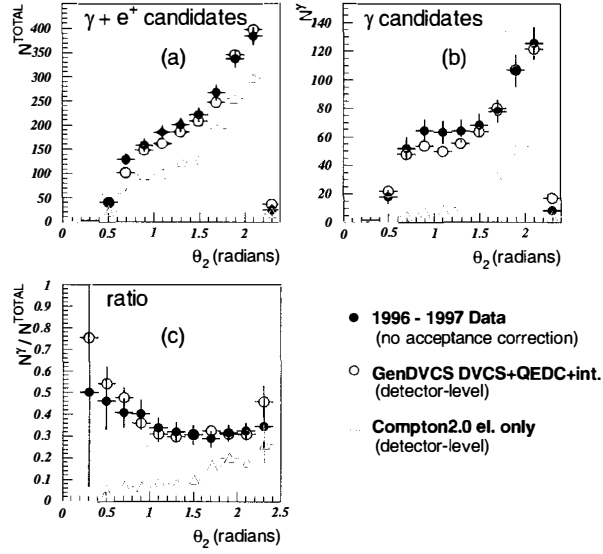 γ + e⁺ candidates
γ candidates
N^TOTAL
400
350
300
250
200
150
100
50
0
(a)
0
0.5
1
1.5
2
θ₂ (radians)
N^γ
140
120
100
80
60
40
20
0
(b)
0
0.5
1
1.5
2
θ₂ (radians)
ratio
N^γ / N^TOTAL
1
0.9
0.8
0.7
0.6
0.5
0.4
0.3
0.2
0.1
0
(c)
0
0.5
1
1.5
2
2.5
θ₂ (radians)
1996 - 1997 Data
(no acceptance correction)
GenDVCS DVCS+QEDC+int.
(detector-level)
Compton2.0 el. only
(detector-level)